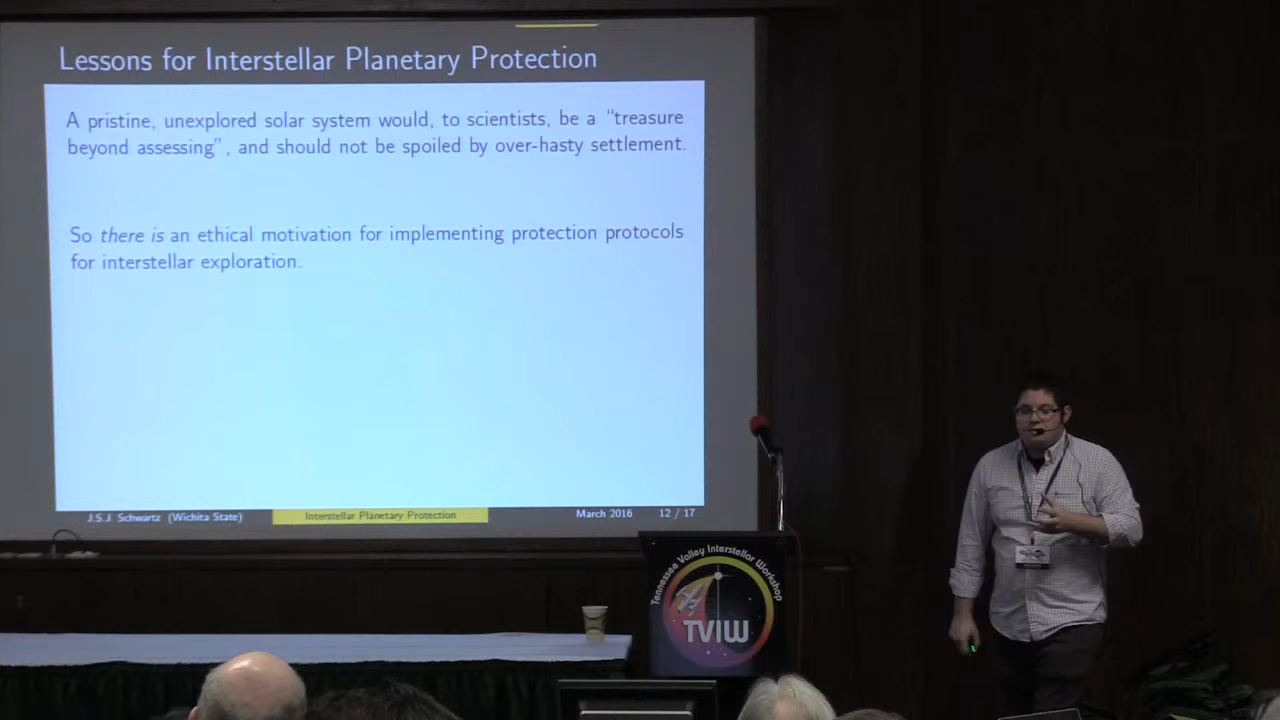 Lessons for Interstellar Planetary Protection
A pristine, unexplored solar system would, to scientists, be a “treasure
beyond assessing”, and should not be spoiled by over-hasty settlement.
So there is an ethical motivation for implementing protection protocols
for interstellar exploration.
J.S.J. Schwartz (Wichita State)
Interstellar Planetary Protection
March 2016
12 / 17
Tennessee Valley Interstellar Workshop
TVIW